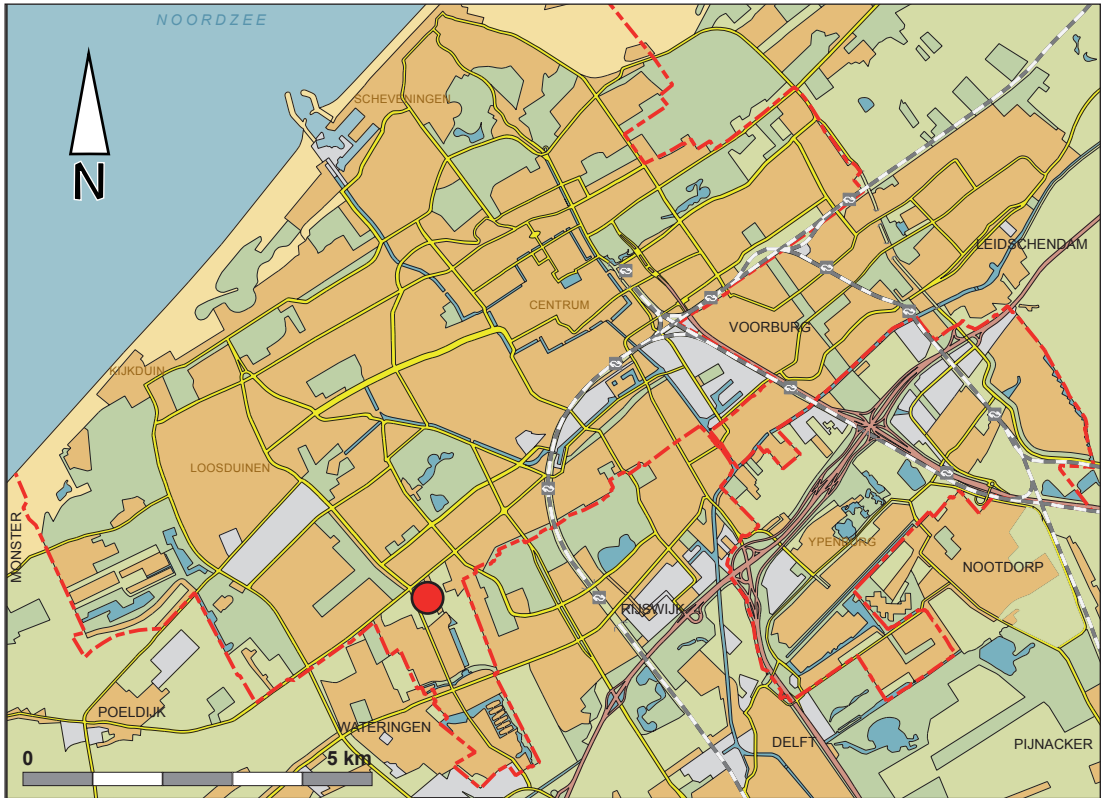 NOORDZEE
SCHEVENINGEN
N
LEIDSCHENDAM
CENTRUM
VOORBURG
KIJKDUIN
LOOSDUINEN
MONSTER
YPENBURG
NOOTDORP
RIJSWIJK
POELDIJK
WATERINGEN
DELFT
PIJNACKER
0 5 km